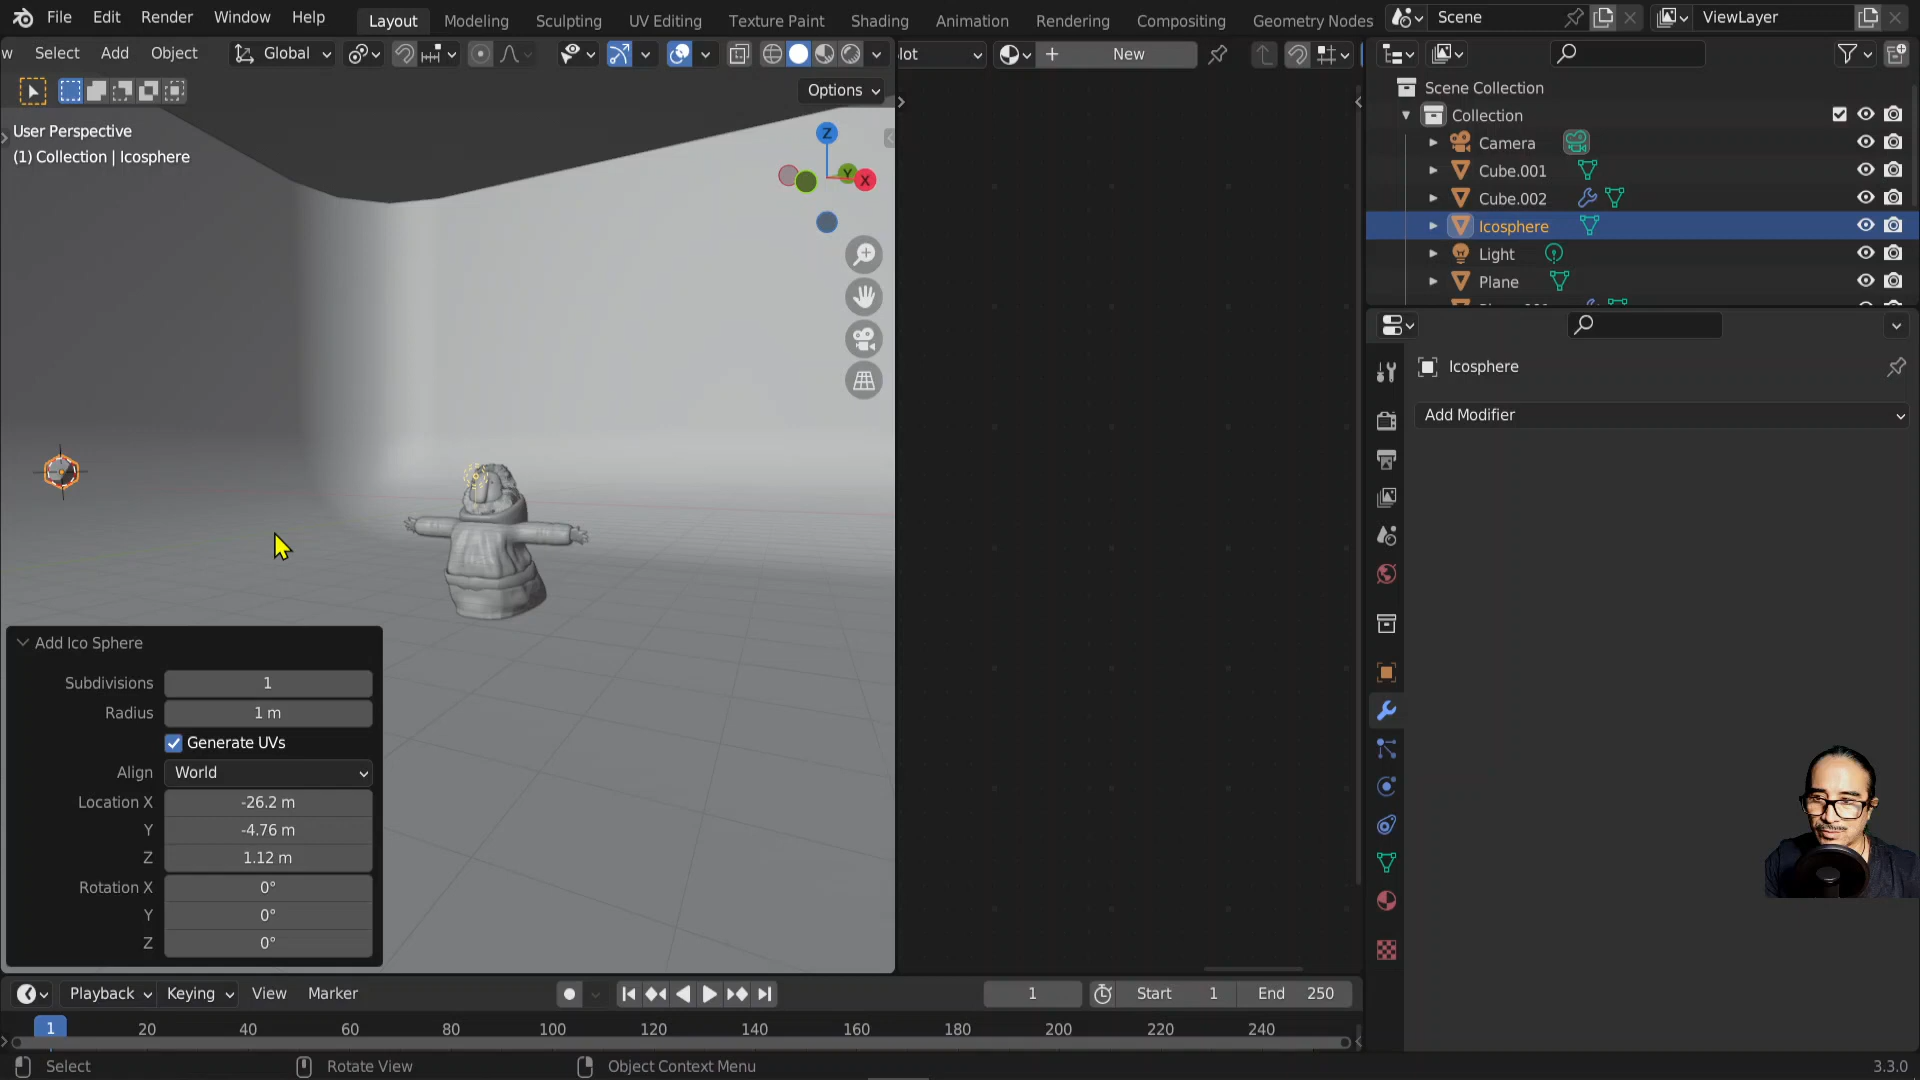 File Edit Render Window Help Layout Modeling Sculpting UV Editing Texture Paint Shading Animation Rendering Compositing Geometry Nodes Scene ViewLayer
w Select Add Object Global lot New
Options
User Perspective
(1) Collection | Icosphere
Z
Y
X
Scene Collection
Collection
Camera
Cube.001
Cube.002
Icosphere
Light
Plane
Icosphere
Add Modifier
Add Ico Sphere
Subdivisions 1
Radius 1 m
Generate UVs
Align World
Location X -26.2 m
Y -4.76 m
Z 1.12 m
Rotation X 0°
Y 0°
Z 0°
Playback Keying View Marker 1 Start 1 End 250
1 20 40 60 80 100 120 140 160 180 200 220 240
Select Rotate View Object Context Menu 3.3.0